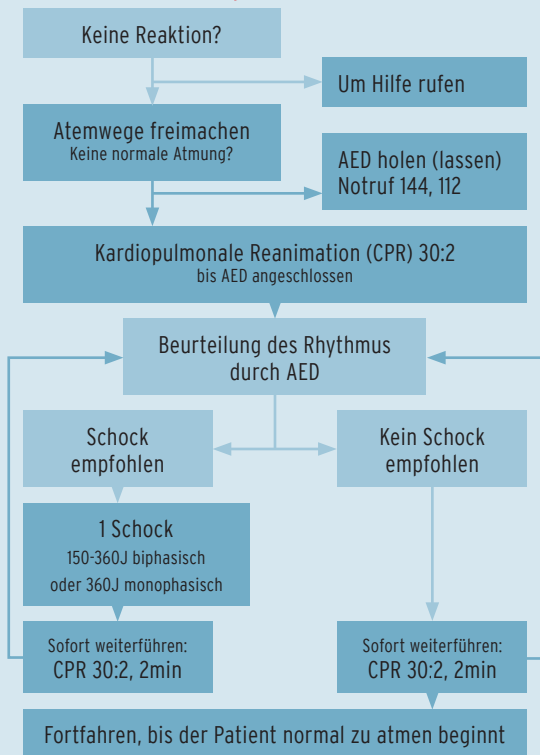 Keine Reaktion?
Um Hilfe rufen
Atemwege freimachen
Keine normale Atmung?
AED holen (lassen)
Notruf 144, 112
Kardiopulmonale Reanimation (CPR) 30:2
bis AED angeschlossen
Beurteilung des Rhythmus
durch AED
Schock
empfohlen
Kein Schock
empfohlen
1 Schock
150-360J biphasisch
oder 360J monophasisch
Sofort weiterführen:
CPR 30:2, 2min
Sofort weiterführen:
CPR 30:2, 2min
Fortfahren, bis der Patient normal zu atmen beginnt